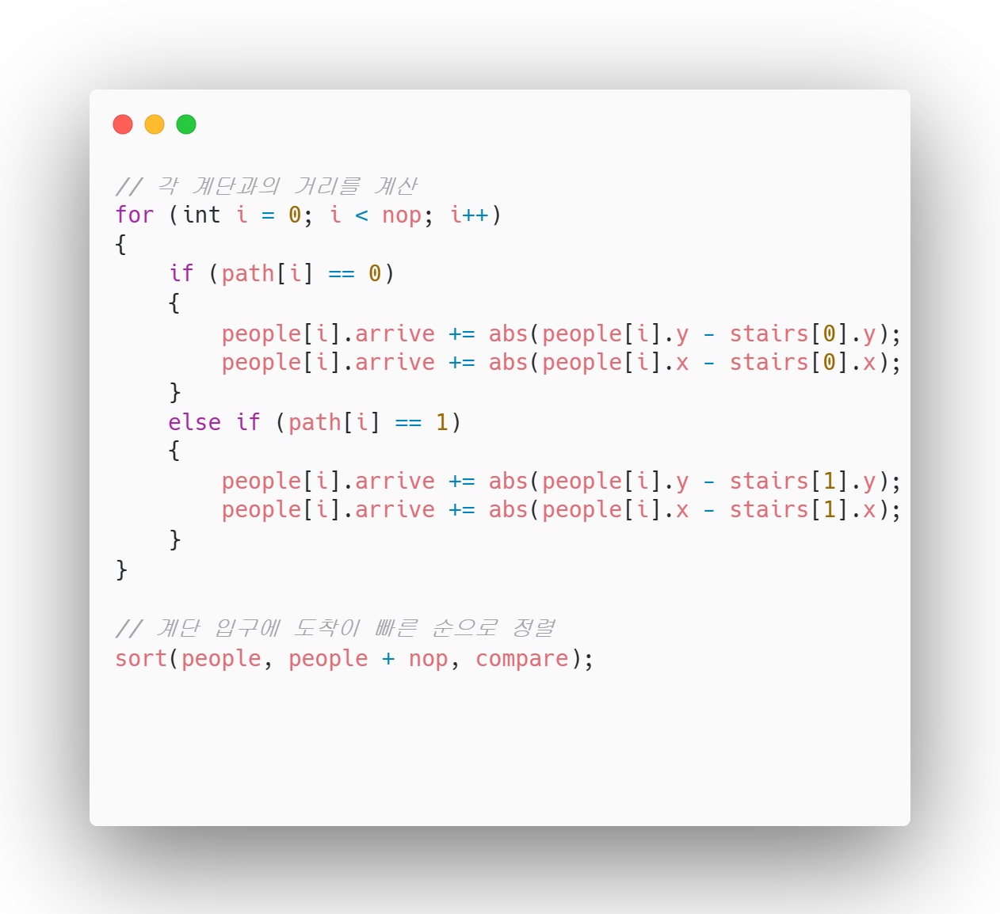 // 각 계단과의 거리를 계산
for (int i = 0; i < nop; i++)
{
    if (path[i] == 0)
    {
        people[i].arrive += abs(people[i].y - stairs[0].y);
        people[i].arrive += abs(people[i].x - stairs[0].x);
    }
    else if (path[i] == 1)
    {
        people[i].arrive += abs(people[i].y - stairs[1].y);
        people[i].arrive += abs(people[i].x - stairs[1].x);
    }
}
// 계단 입구에 도착이 빠른 순으로 정렬
sort(people, people + nop, compare);